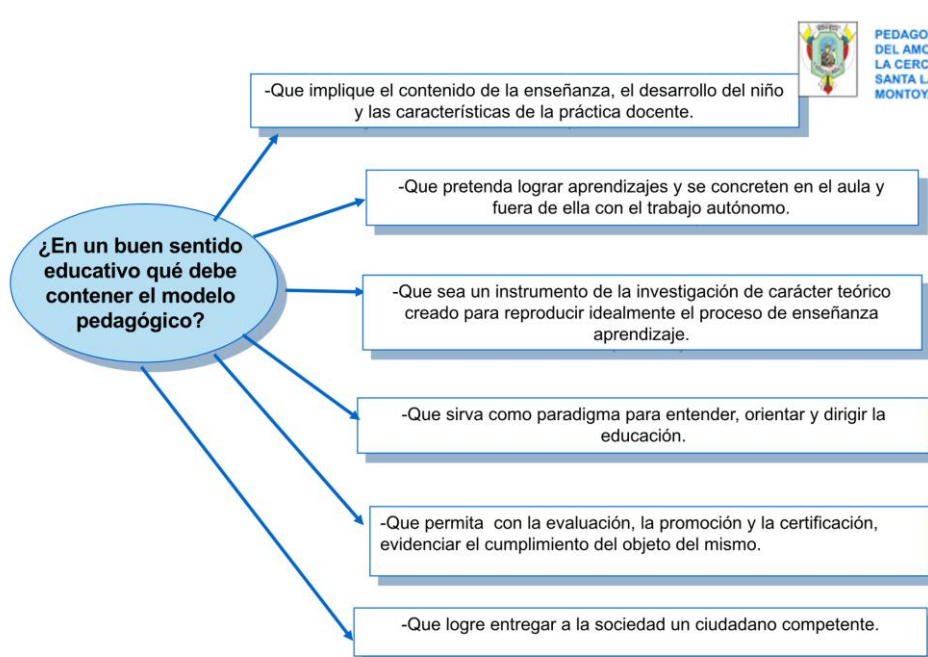 PEDAGO
DEL AMO
LA CERC
SANTA LA
MONTOYA
-Que implique el contenido de la enseñanza, el desarrollo del niño
y las características de la práctica docente.
-Que pretenda lograr aprendizajes y se concreten en el aula y
fuera de ella con el trabajo autónomo.
¿En un buen sentido
educativo qué debe
contener el modelo
pedagógico?
-Que sea un instrumento de la investigación de carácter teórico
creado para reproducir idealmente el proceso de enseñanza
aprendizaje.
-Que sirva como paradigma para entender, orientar y dirigir la
educación.
-Que permita  con la evaluación, la promoción y la certificación,
evidenciar el cumplimiento del objeto del mismo.
-Que logre entregar a la sociedad un ciudadano competente.